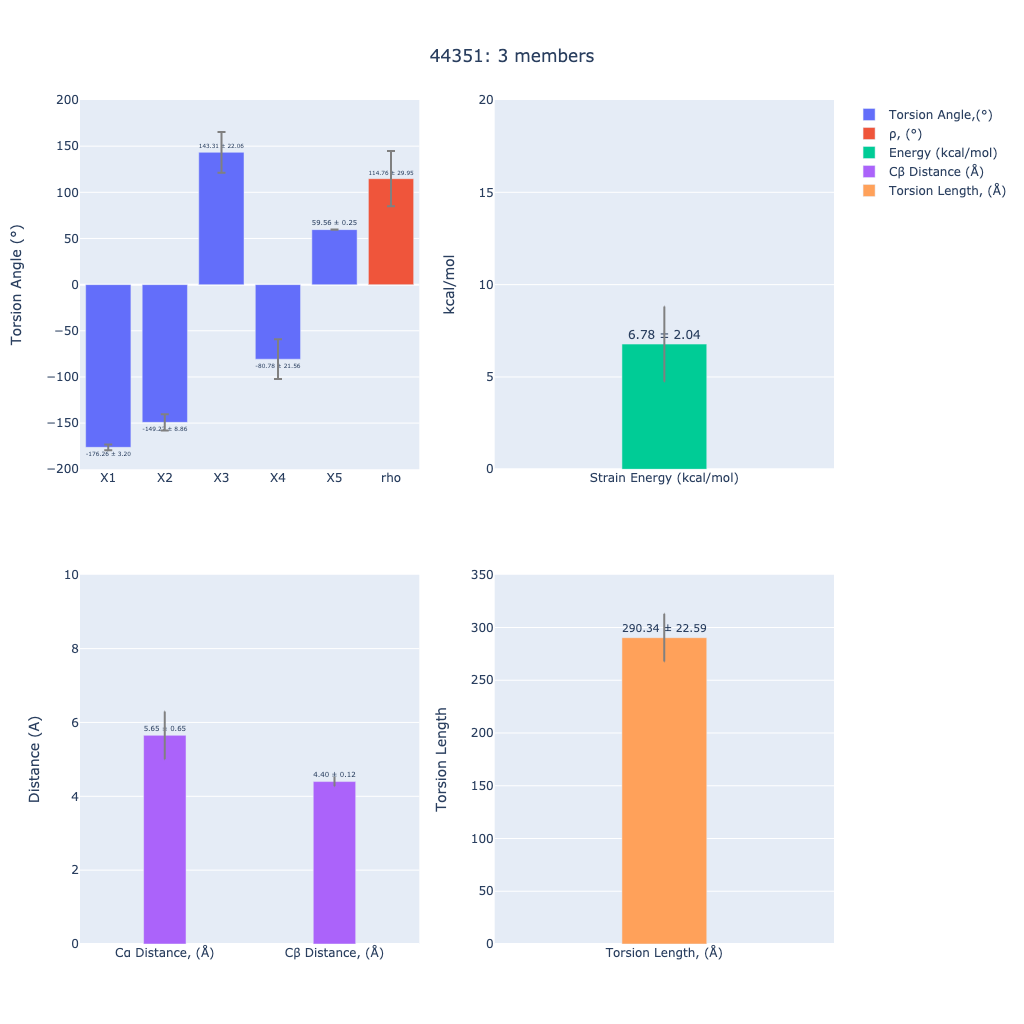 44351: 3 members
Torsion Angle (°)
200
150
100
50
0
−50
−100
−150
−200
143.31 ± 22.06
114.76 ± 29.95
59.56 ± 0.25
-80.78 ± 21.56
± 8.86
-176.26 ± 3.20
X1 X2 X3 X4 X5 rho
kcal/mol
20
15
10
5
0
6.78 ± 2.04
Strain Energy (kcal/mol)
Torsion Angle,(°)
ρ, (°)
Energy (kcal/mol)
Cβ Distance (Å)
Torsion Length, (Å)
Distance (A)
10
8
6
4
2
0
5.65 ± 0.65
4.40 ± 0.12
Cα Distance, (Å) Cβ Distance, (Å)
Torsion Length
350
300
250
200
150
100
50
0
290.34 ± 22.59
Torsion Length, (Å)